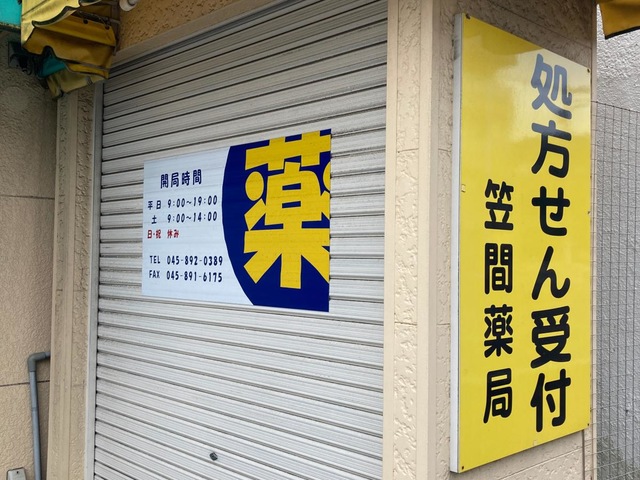 開局時間
平日 9:00〜19:00
土 9:00〜14:00
日・祝 休み
TEL 045-892-0389
FAX 045-891-6175
薬
処方せん受付
笠間薬局